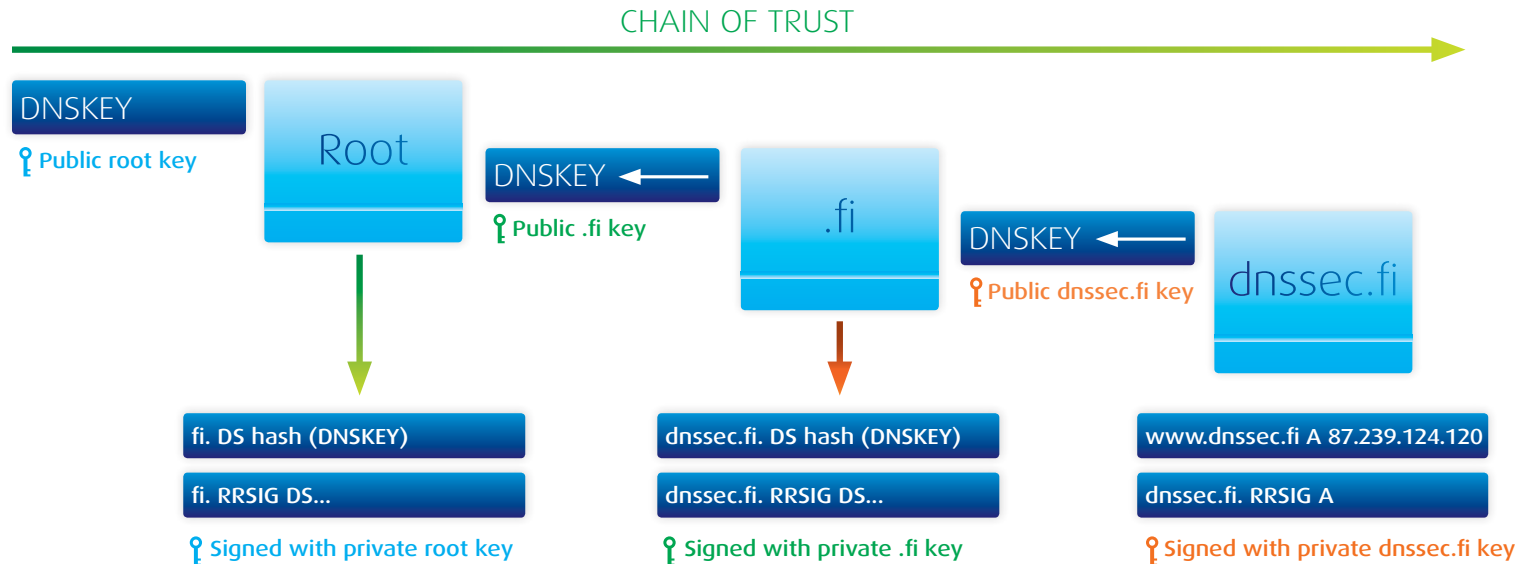 CHAIN OF TRUST
DNSKEY
Public root key
Root
DNSKEY
Public .fi key
.fi
DNSKEY
Public dnssec.fi key
dnssec.fi
fi. DS hash (DNSKEY)
fi. RRSIG DS...
Signed with private root key
dnssec.fi. DS hash (DNSKEY)
dnssec.fi. RRSIG DS...
Signed with private .fi key
www.dnssec.fi A 87.239.124.120
dnssec.fi. RRSIG A
Signed with private dnssec.fi key